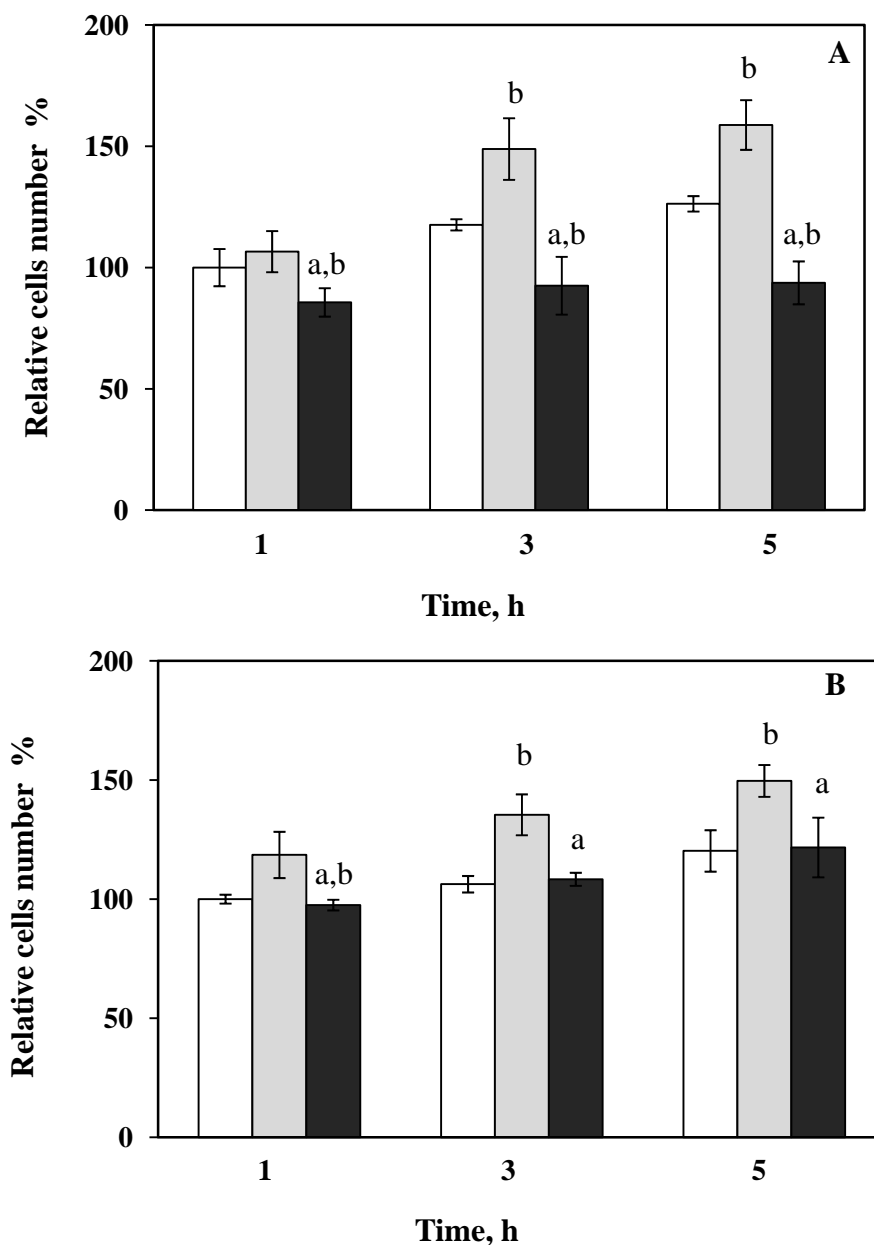 200
A
b
b
150
a,b
a,b
a,b
100
50
0
Relative cells number %
1 3 5
Time, h
200
B
b
b
150
a
a
a,b
100
50
0
Relative cells number %
1 3 5
Time, h